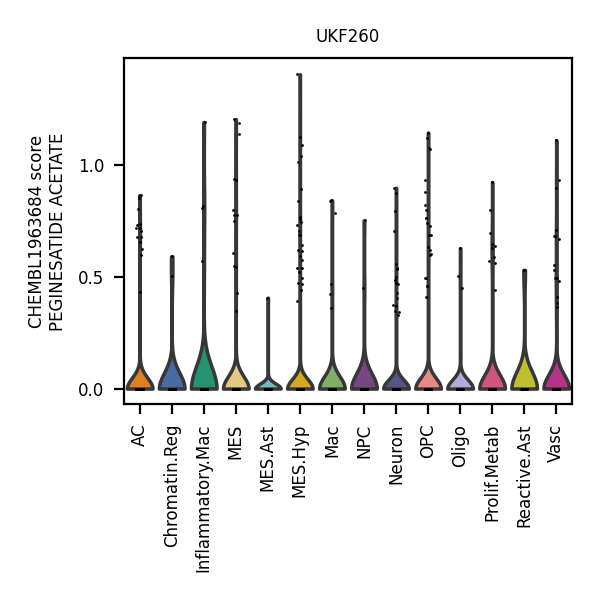 UKF260
CHEMBL1963684 score
PEGINESATIDE ACETATE
1.0
0.5
0.0
AC
Chromatin.Reg
Inflammatory.Mac
MES
MES.Ast
MES.Hyp
Mac
NPC
Neuron
OPC
Oligo
Prolif.Metab
Reactive.Ast
Vasc